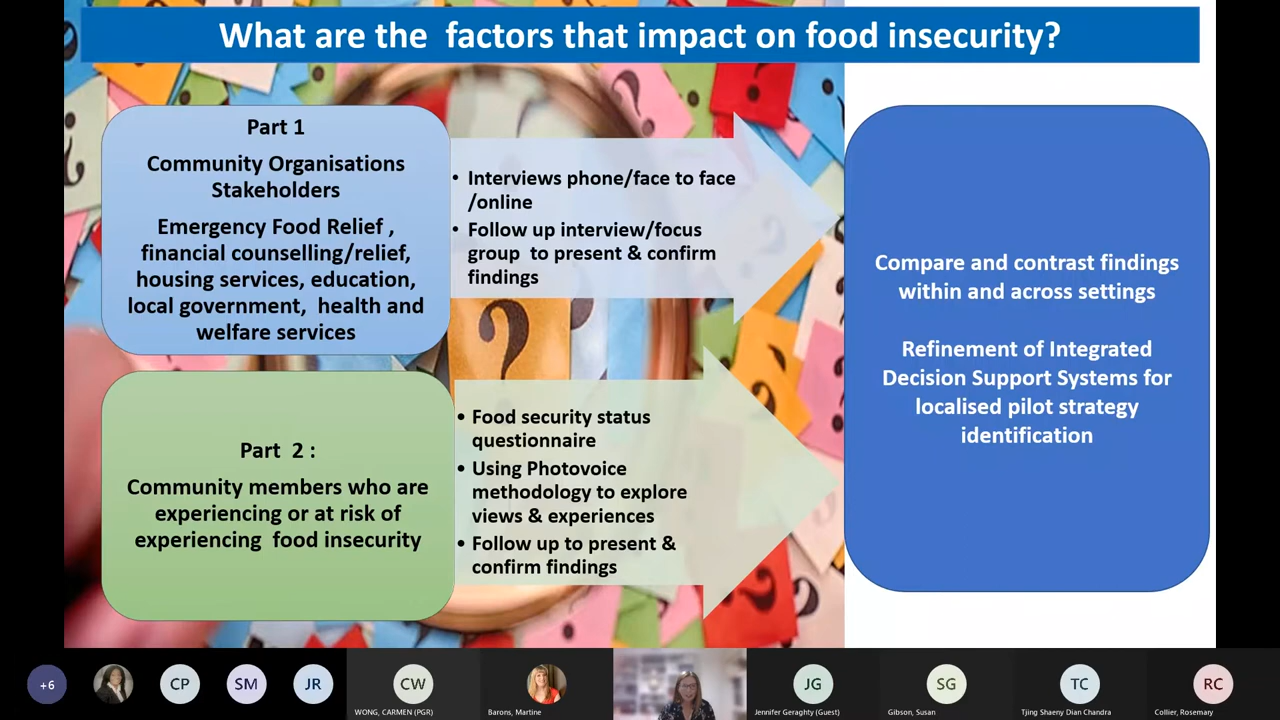 What are the factors that impact on food insecurity?
Part 1
Community Organisations
Stakeholders
Emergency Food Relief ,
financial counselling/relief,
housing services, education,
local government, health and
welfare services
• Interviews phone/face to face
/online
• Follow up interview/focus
group to present & confirm
findings
Part 2 :
Community members who are
experiencing or at risk of
experiencing food insecurity
• Food security status
questionnaire
• Using Photovoice
methodology to explore
views & experiences
• Follow up to present &
confirm findings
Compare and contrast findings
within and across settings
Refinement of Integrated
Decision Support Systems for
localised pilot strategy
identification
+6
CP
SM
JR
CW
WONG, CARMEN (PGR)
Barons, Martine
JG
Jennifer Geraghty (Guest)
SG
Gibson, Susan
TC
Tjing Shaeny Dian Chandra
RC
Collier, Rosemary